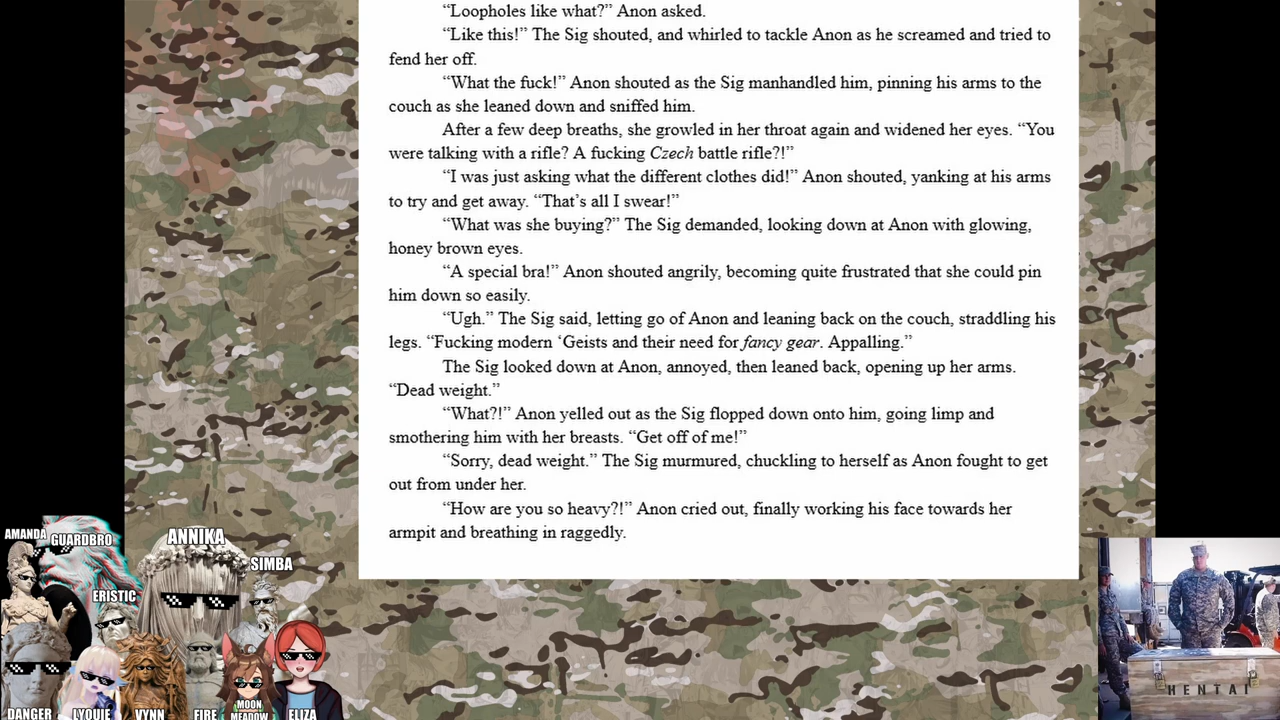 “Loopholes like what?” Anon asked.
“Like this!” The Sig shouted, and whirled to tackle Anon as he screamed and tried to
fend her off.
“What the fuck!” Anon shouted as the Sig manhandled him, pinning his arms to the
couch as she leaned down and sniffed him.
After a few deep breaths, she growled in her throat again and widened her eyes. “You
were talking with a rifle? A fucking Czech battle rifle?!”
“I was just asking what the different clothes did!” Anon shouted, yanking at his arms
to try and get away. “That’s all I swear!”
“What was she buying?” The Sig demanded, looking down at Anon with glowing,
honey brown eyes.
“A special bra!” Anon shouted angrily, becoming quite frustrated that she could pin
him down so easily.
“Ugh.” The Sig said, letting go of Anon and leaning back on the couch, straddling his
legs. “Fucking modern ‘Geists and their need for fancy gear. Appalling.”
The Sig looked down at Anon, annoyed, then leaned back, opening up her arms.
“Dead weight.”
“What?!” Anon yelled out as the Sig flopped down onto him, going limp and
smothering him with her breasts. “Get off of me!”
“Sorry, dead weight.” The Sig murmured, chuckling to herself as Anon fought to get
out from under her.
“How are you so heavy?!” Anon cried out, finally working his face towards her
armpit and breathing in raggedly.
AMANDA
GUARDBRO
ANNIKA
SIMBA
ERISTIC
DANGER
LYQUIE
VYNN
FIRE
MOON
MEADOW
ELIZA
HENTAI